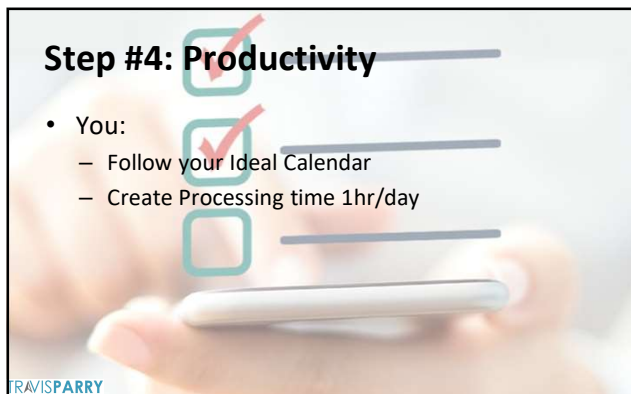 Step #4: Productivity
• You:
– Follow your Ideal Calendar
– Create Processing time 1hr/day
TRAVISPARRY